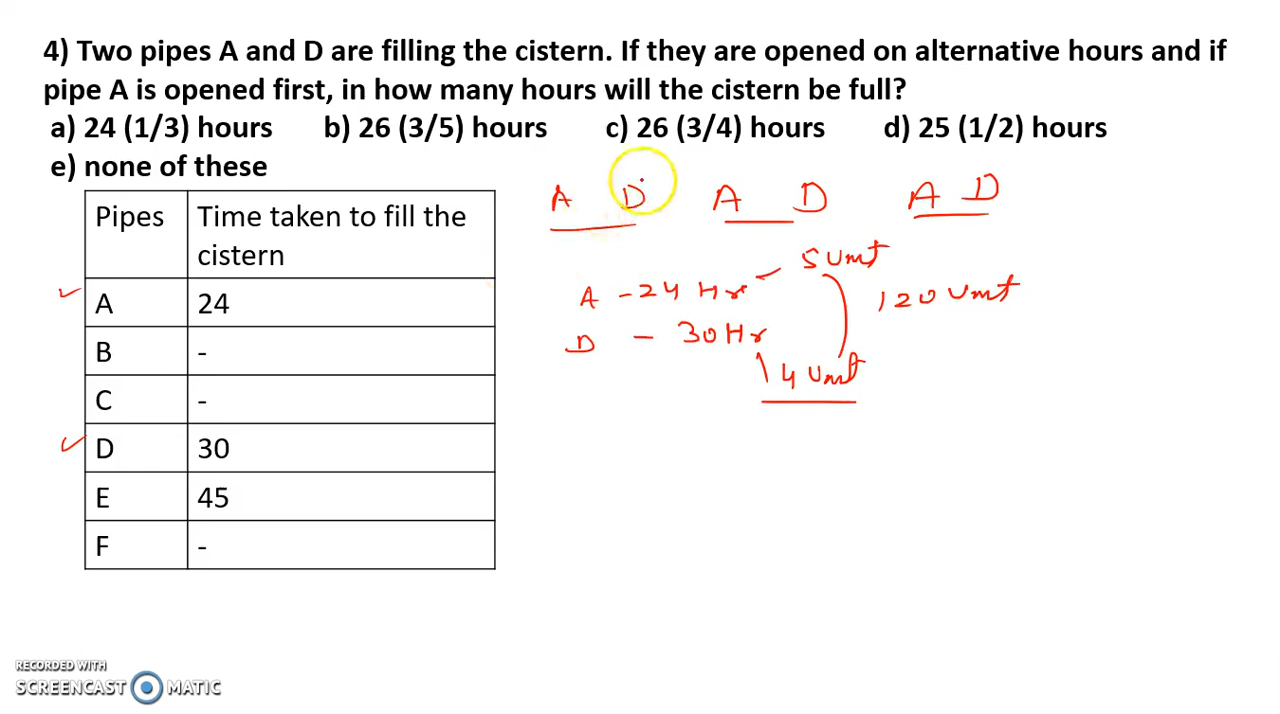 4) Two pipes A and D are filling the cistern. If they are opened on alternative hours and if
pipe A is opened first, in how many hours will the cistern be full?
a) 24 (1/3) hours b) 26 (3/5) hours c) 26 (3/4) hours d) 25 (1/2) hours
e) none of these
A D A D A D
Pipes Time taken to fill the
cistern
A 24
B -
C -
D 30
E 45
F -
5 Unit
A - 24 Hr
120 Unit
D - 30 Hr
4 Unit
RECORDED WITH
SCREENCAST MATIC